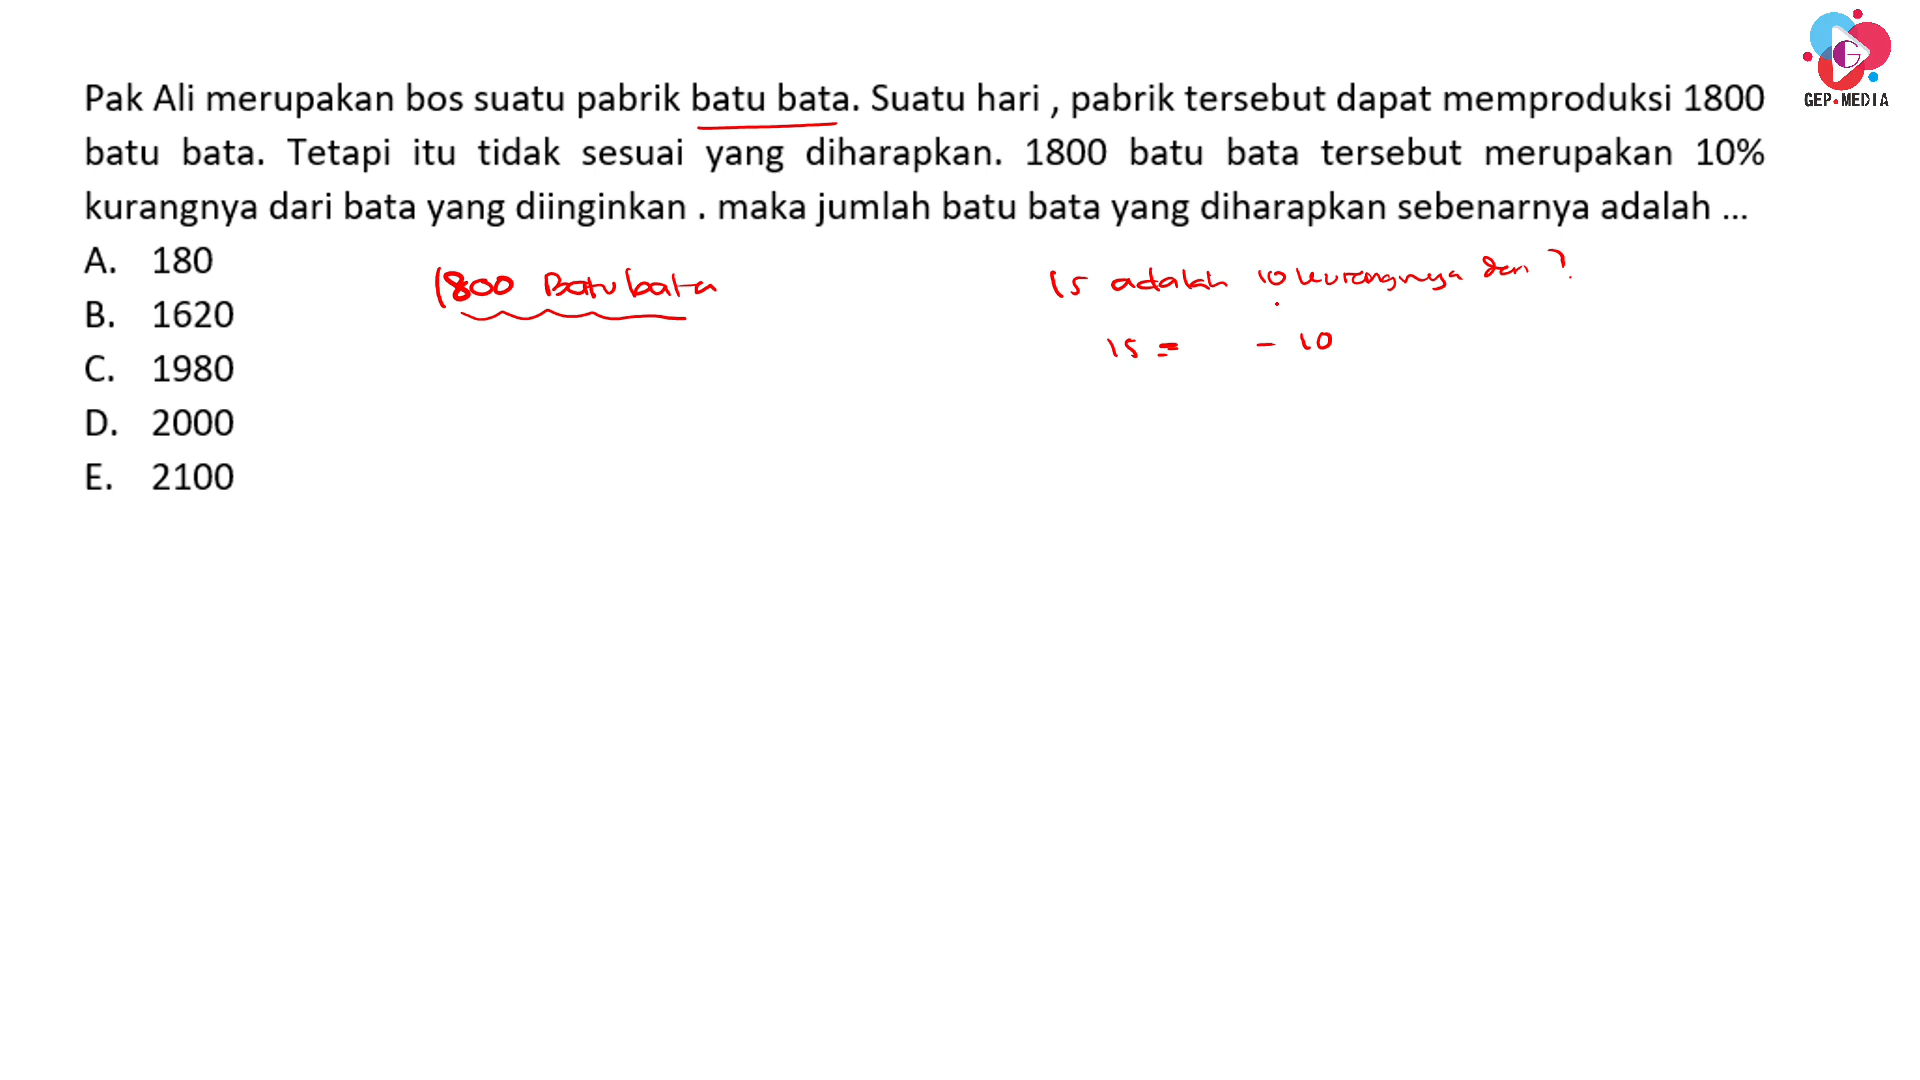 GEP•MEDIA
Pak Ali merupakan bos suatu pabrik batu bata. Suatu hari , pabrik tersebut dapat memproduksi 1800
batu bata. Tetapi itu tidak sesuai yang diharapkan. 1800 batu bata tersebut merupakan 10%
kurangnya dari bata yang diinginkan . maka jumlah batu bata yang diharapkan sebenarnya adalah ...
A. 180
B. 1620
C. 1980
D. 2000
E. 2100
1800 Batu bata
15 adalah 10 kurangnya dari ?
15 = - 10